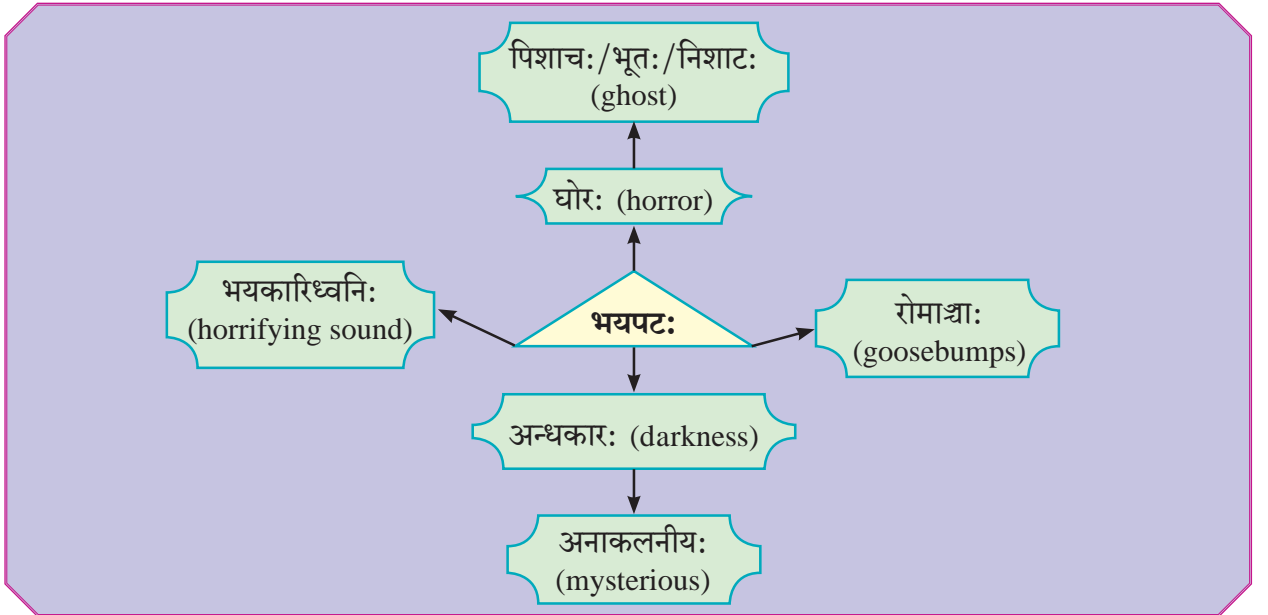 पिशाचः/भूतः/निशाटः
(ghost)
घोरः (horror)
भयकारिध्वनिः
(horrifying sound)
भयपटः
रोमाञ्चाः
(goosebumps)
अन्धकारः (darkness)
अनाकलनीयः
(mysterious)